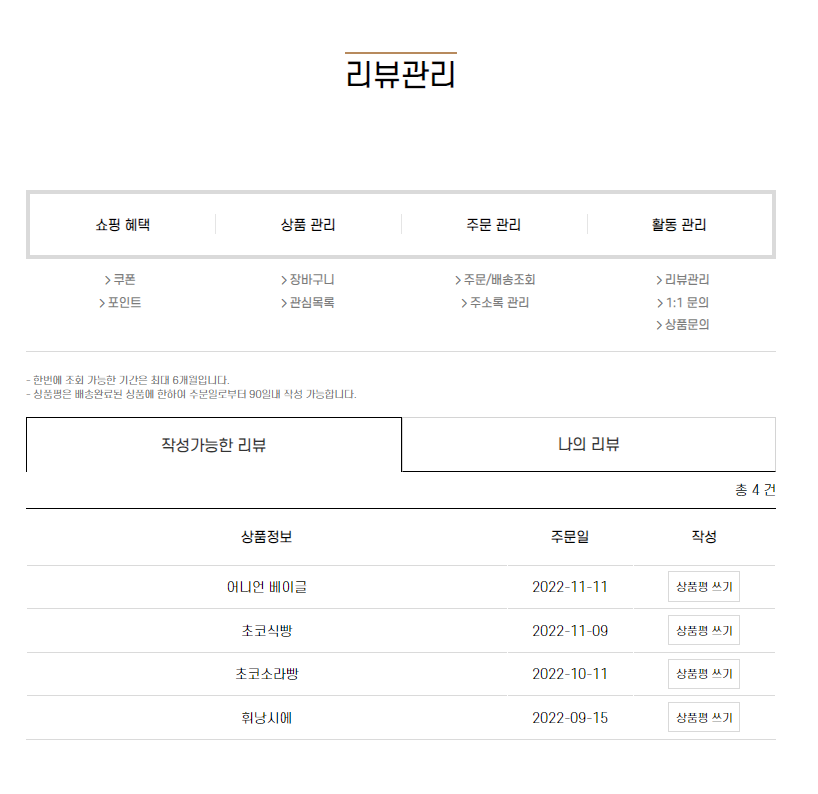 리뷰관리
쇼핑 혜택 상품 관리 주문 관리 활동 관리
> 쿠폰 > 장바구니 > 주문/배송조회 > 리뷰관리
> 포인트 > 관심목록 > 주소록 관리 > 1:1 문의
> 상품문의
- 한번에 조회 가능한 기간은 최대 6개월입니다.
- 상품평은 배송완료된 상품에 한하여 주문일로부터 90일내 작성 가능합니다.
작성가능한 리뷰 나의 리뷰
총 4 건
상품정보 주문일 작성
어니언 베이글 2022-11-11 상품평 쓰기
초코식빵 2022-11-09 상품평 쓰기
초코소라빵 2022-10-11 상품평 쓰기
휘낭시에 2022-09-15 상품평 쓰기